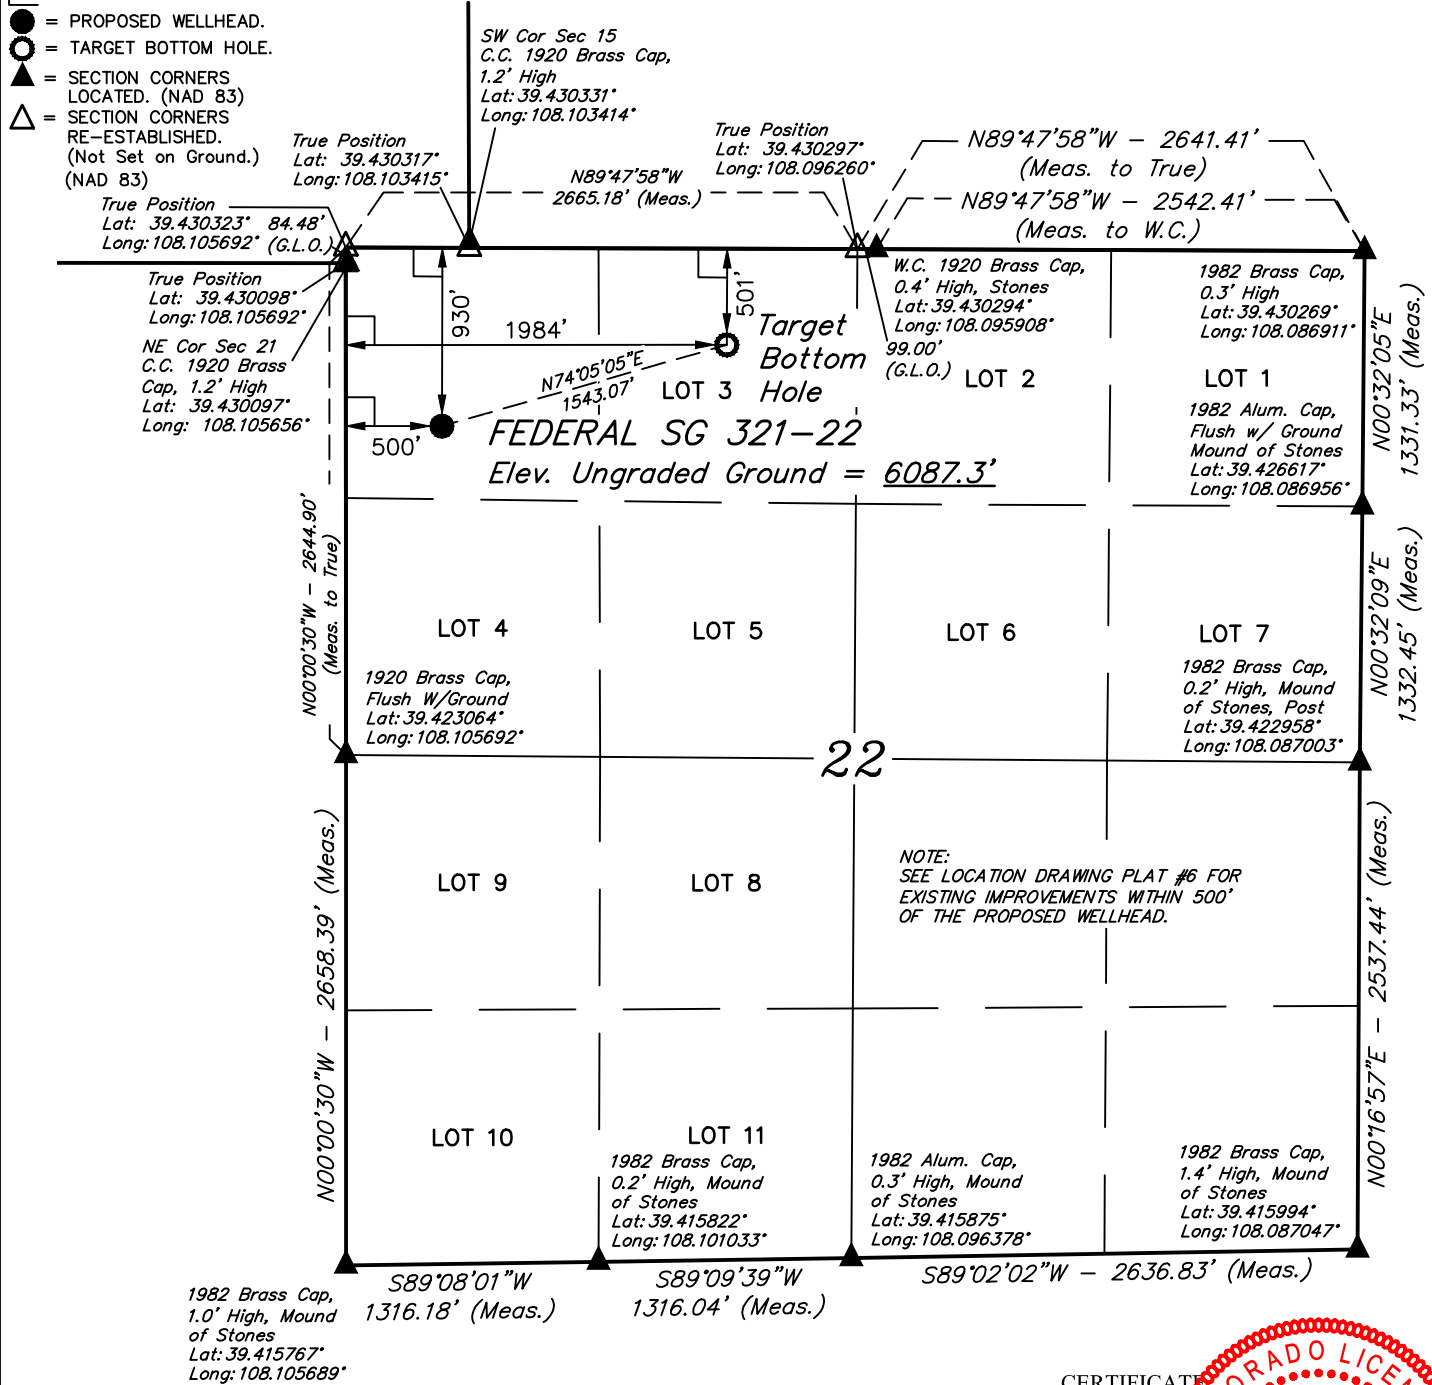 = PROPOSED WELLHEAD.
= TARGET BOTTOM HOLE.
= SECTION CORNERS
LOCATED. (NAD 83)
= SECTION CORNERS
RE-ESTABLISHED.
(Not Set on Ground.)
(NAD 83)
SW Cor Sec 15
C.C. 1920 Brass Cap,
1.2' High
Lat: 39.430331°
Long: 108.103414°
True Position
Lat: 39.430317°
Long: 108.103415°
N89°47'58"W
2665.18' (Meas.)
True Position
Lat: 39.430297°
Long: 108.096260°
N89°47'58"W - 2641.41'
(Meas. to True)
N89°47'58"W - 2542.41'
(Meas. to W.C.)
True Position
Lat: 39.430323°
Long: 108.105692°
84.48'
(G.L.O.)
True Position
Lat: 39.430098°
Long: 108.105692°
NE Cor Sec 21
C.C. 1920 Brass
Cap, 1.2' High
Lat: 39.430097°
Long: 108.105656°
930'
501'
1984'
500'
N74°05'05"E
1543.07'
Target
Bottom
Hole
W.C. 1920 Brass Cap,
0.4' High, Stones
Lat: 39.430294°
Long: 108.095908°
99.00'
(G.L.O.)
1982 Brass Cap,
0.3' High
Lat: 39.430269°
Long: 108.086911°
LOT 3
LOT 2
LOT 1
FEDERAL SG 321-22
Elev. Ungraded Ground = 6087.3'
1982 Alum. Cap,
Flush w/ Ground
Mound of Stones
Lat: 39.426617°
Long: 108.086956°
N00°32'05"E
1331.33' (Meas.)
N00°00'30"W - 2644.90'
(Meas. to True)
LOT 4
LOT 5
LOT 6
LOT 7
N00°32'09"E
1332.45' (Meas.)
1920 Brass Cap,
Flush W/Ground
Lat: 39.423064°
Long: 108.105692°
1982 Brass Cap,
0.2' High, Mound
of Stones, Post
Lat: 39.422958°
Long: 108.087003°
22
N00°00'30"W - 2658.39' (Meas.)
LOT 9
LOT 8
NOTE:
SEE LOCATION DRAWING PLAT #6 FOR
EXISTING IMPROVEMENTS WITHIN 500'
OF THE PROPOSED WELLHEAD.
N00°16'57"E - 2537.44' (Meas.)
LOT 10
LOT 11
1982 Brass Cap,
0.2' High, Mound
of Stones
Lat: 39.415822°
Long: 108.101033°
1982 Alum. Cap,
0.3' High, Mound
of Stones
Lat: 39.415875°
Long: 108.096378°
1982 Brass Cap,
1.4' High, Mound
of Stones
Lat: 39.415994°
Long: 108.087047°
S89°08'01"W
1316.18' (Meas.)
S89°09'39"W
1316.04' (Meas.)
S89°02'02"W - 2636.83' (Meas.)
1982 Brass Cap,
1.0' High, Mound
of Stones
Lat: 39.415767°
Long: 108.105689°
CERTIFICATE
ORADO LICEN